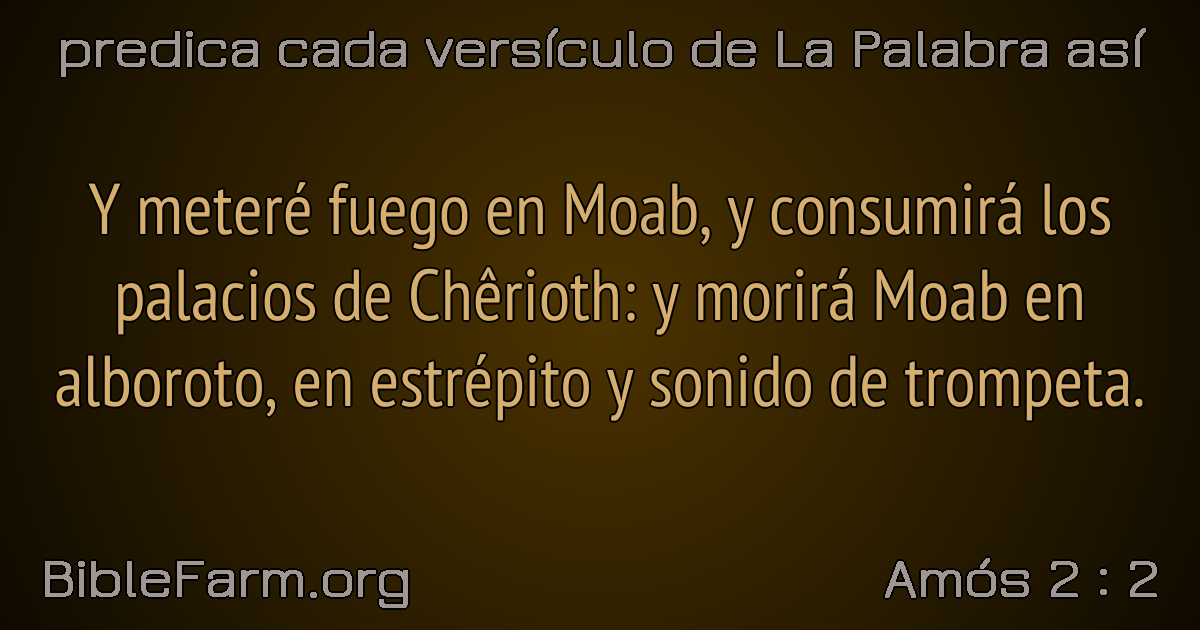 predica cada versículo de La Palabra así
Y meteré fuego en Moab, y consumirá los
palacios de Chêrioth: y morirá Moab en
alboroto, en estrépito y sonido de trompeta.
BibleFarm.org
Amós 2 : 2